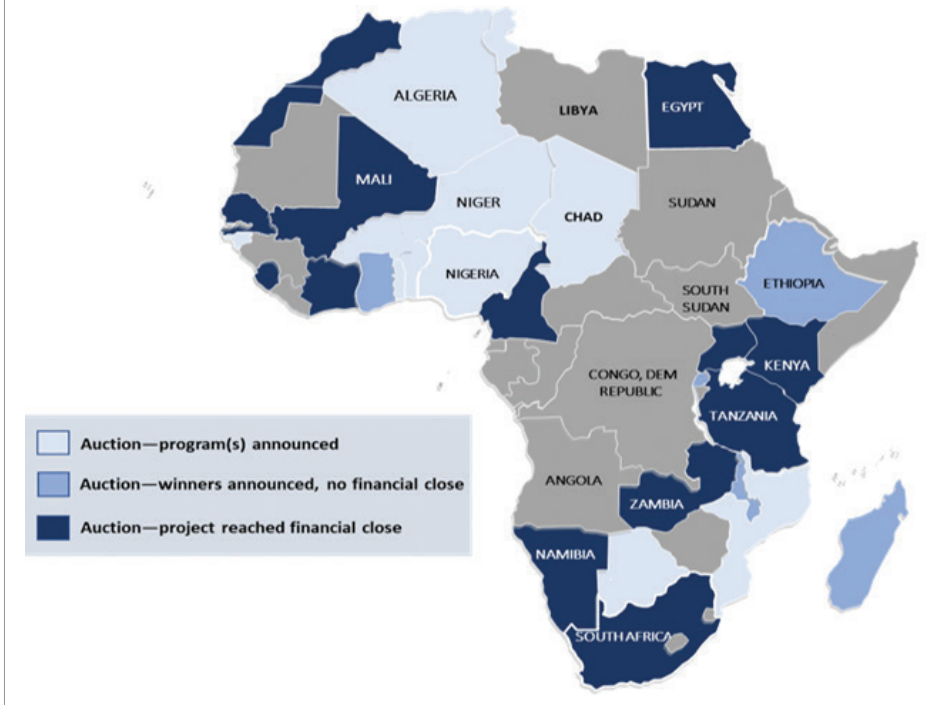 ALGERIA
LIBYA
EGYPT
MALI
NIGER
CHAD
SUDAN
NIGERIA
ETHIOPIA
SOUTH
SUDAN
CONGO, DEM
REPUBLIC
KENYA
TANZANIA
ANGOLA
ZAMBIA
NAMIBIA
SOUTH AFRICA
Auction—program(s) announced
Auction—winners announced, no financial close
Auction—project reached financial close